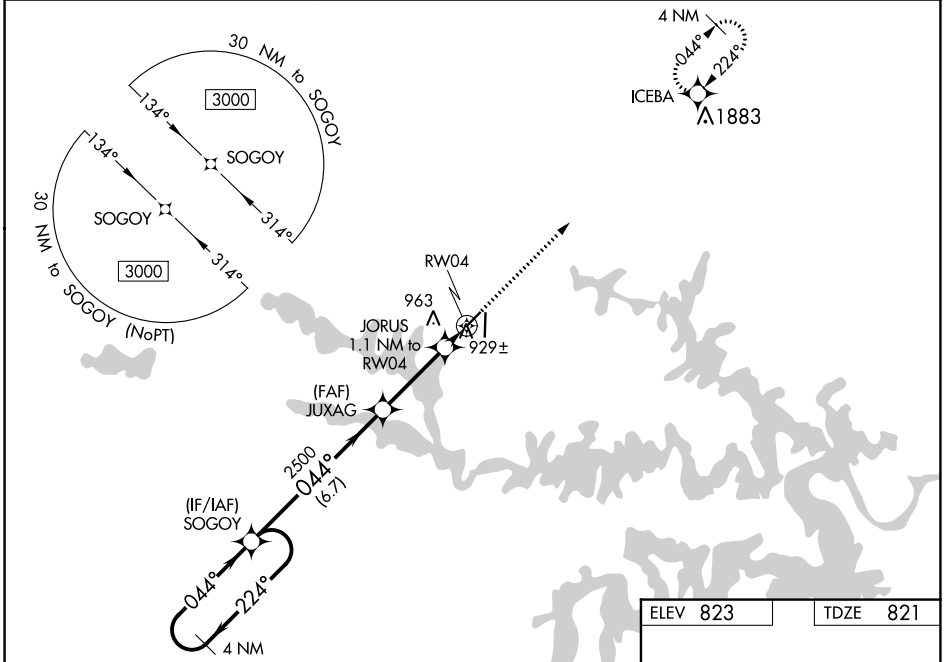 4 NM
044°
224°
ICEBA
1883
30 NM to SOGOY
3000
134°
SOGOY
314°
134°
SOGOY
314°
3000
30 NM to SOGOY (NoPT)
RW04
963
JORUS
1.1 NM to
RW04
929±
(FAF)
JUXAG
2500
044°
(6.7)
(IF/IAF)
SOGOY
044°
224°
4 NM
ELEV 823
TDZE 821